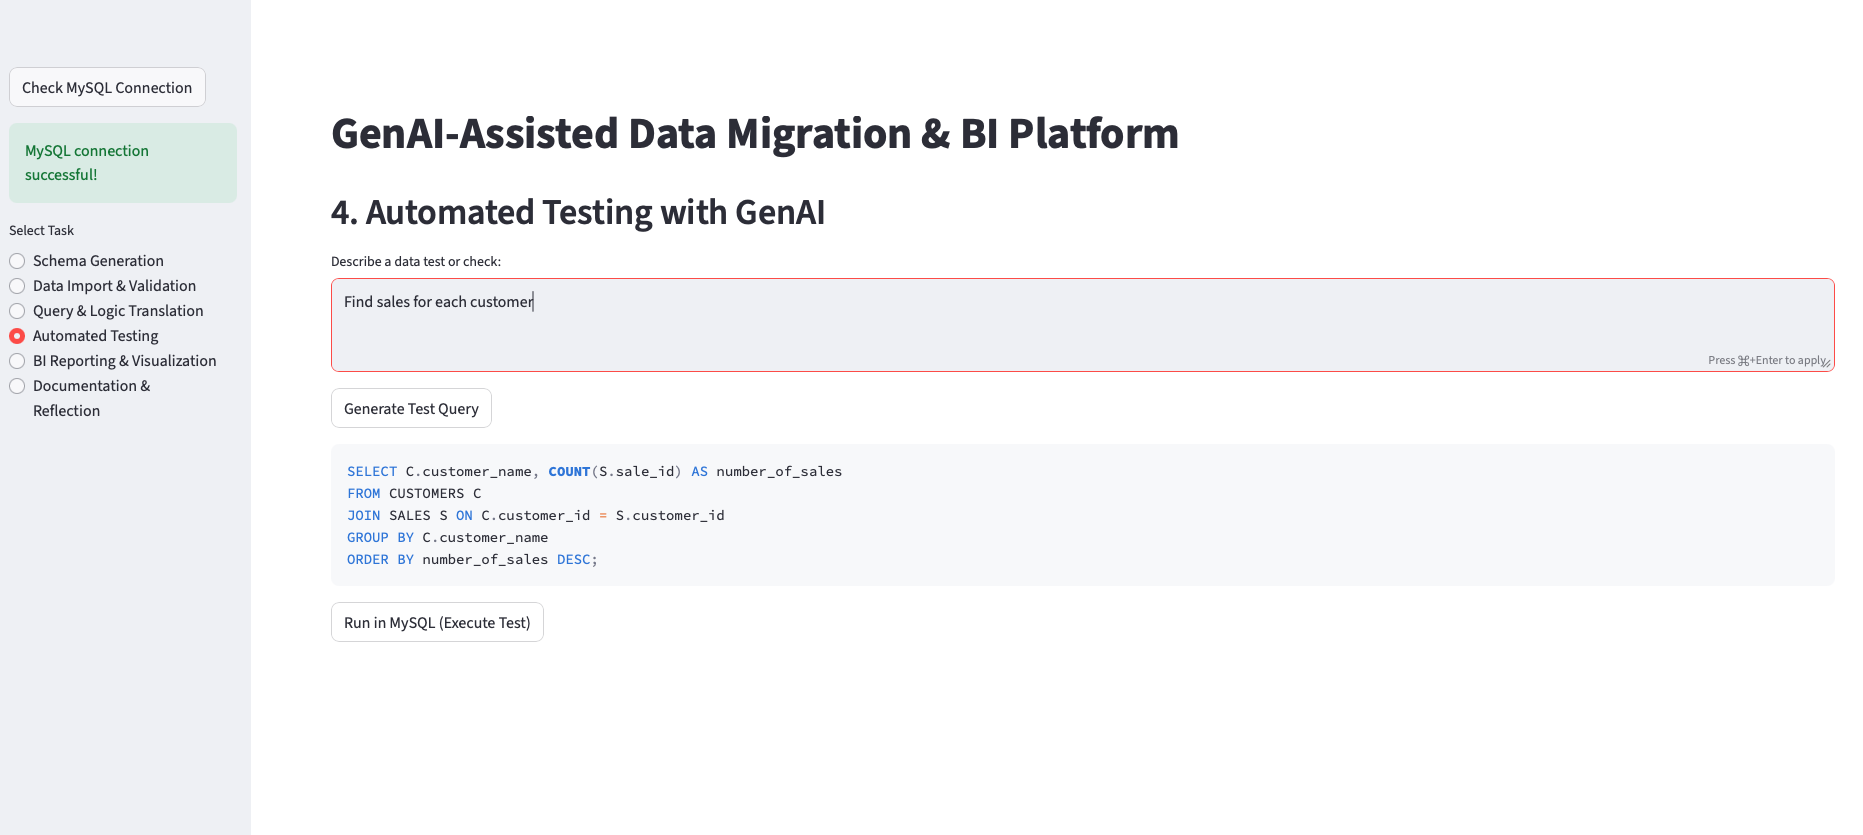 Check MySQL Connection
MySQL connection
successful!
Select Task
Schema Generation
Data Import & Validation
Query & Logic Translation
Automated Testing
BI Reporting & Visualization
Documentation &
Reflection
GenAI-Assisted Data Migration & BI Platform
4. Automated Testing with GenAI
Describe a data test or check:
Find sales for each customer
Press ⌘+Enter to apply
Generate Test Query
SELECT C.customer_name, COUNT(S.sale_id) AS number_of_sales
FROM CUSTOMERS C
JOIN SALES S ON C.customer_id = S.customer_id
GROUP BY C.customer_name
ORDER BY number_of_sales DESC;
Run in MySQL (Execute Test)